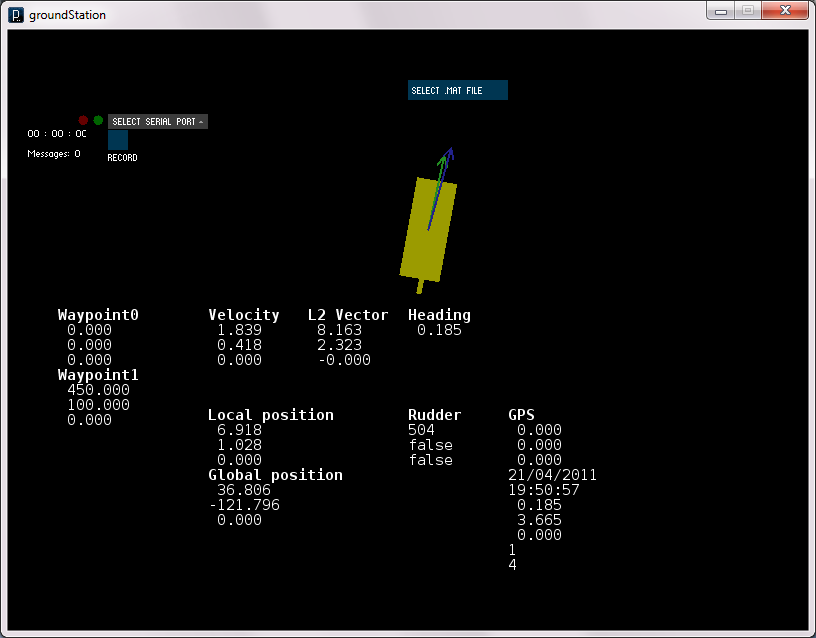 groundStation
SELECT .MAT FILE
SELECT SERIAL PORT
00 : 00 : 00
Messages: 0
RECORD
Waypoint0
0.000
0.000
0.000
Waypoint1
450.000
100.000
0.000
Velocity
1.839
0.418
0.000
L2 Vector
8.163
2.323
-0.000
Heading
0.185
Local position
6.918
1.028
0.000
Global position
36.806
-121.796
0.000
Rudder
504
false
false
GPS
0.000
0.000
0.000
21/04/2011
19:50:57
0.185
3.665
0.000
1
4